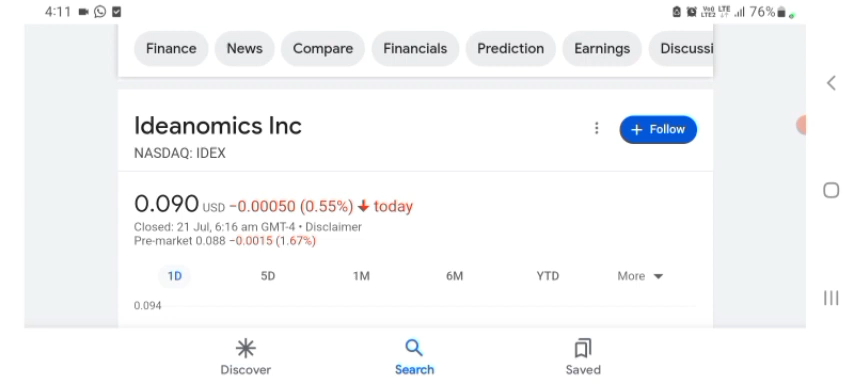 4:11 76%
Finance News Compare Financials Prediction Earnings Discussi
Ideanomics Inc
+ Follow
NASDAQ: IDEX
0.090 USD −0.00050 (0.55%) ↓ today
Closed: 21 Jul, 6:16 am GMT-4 • Disclaimer
Pre-market 0.088 −0.0015 (1.67%)
1D 5D 1M 6M YTD More
0.094
Discover Search Saved